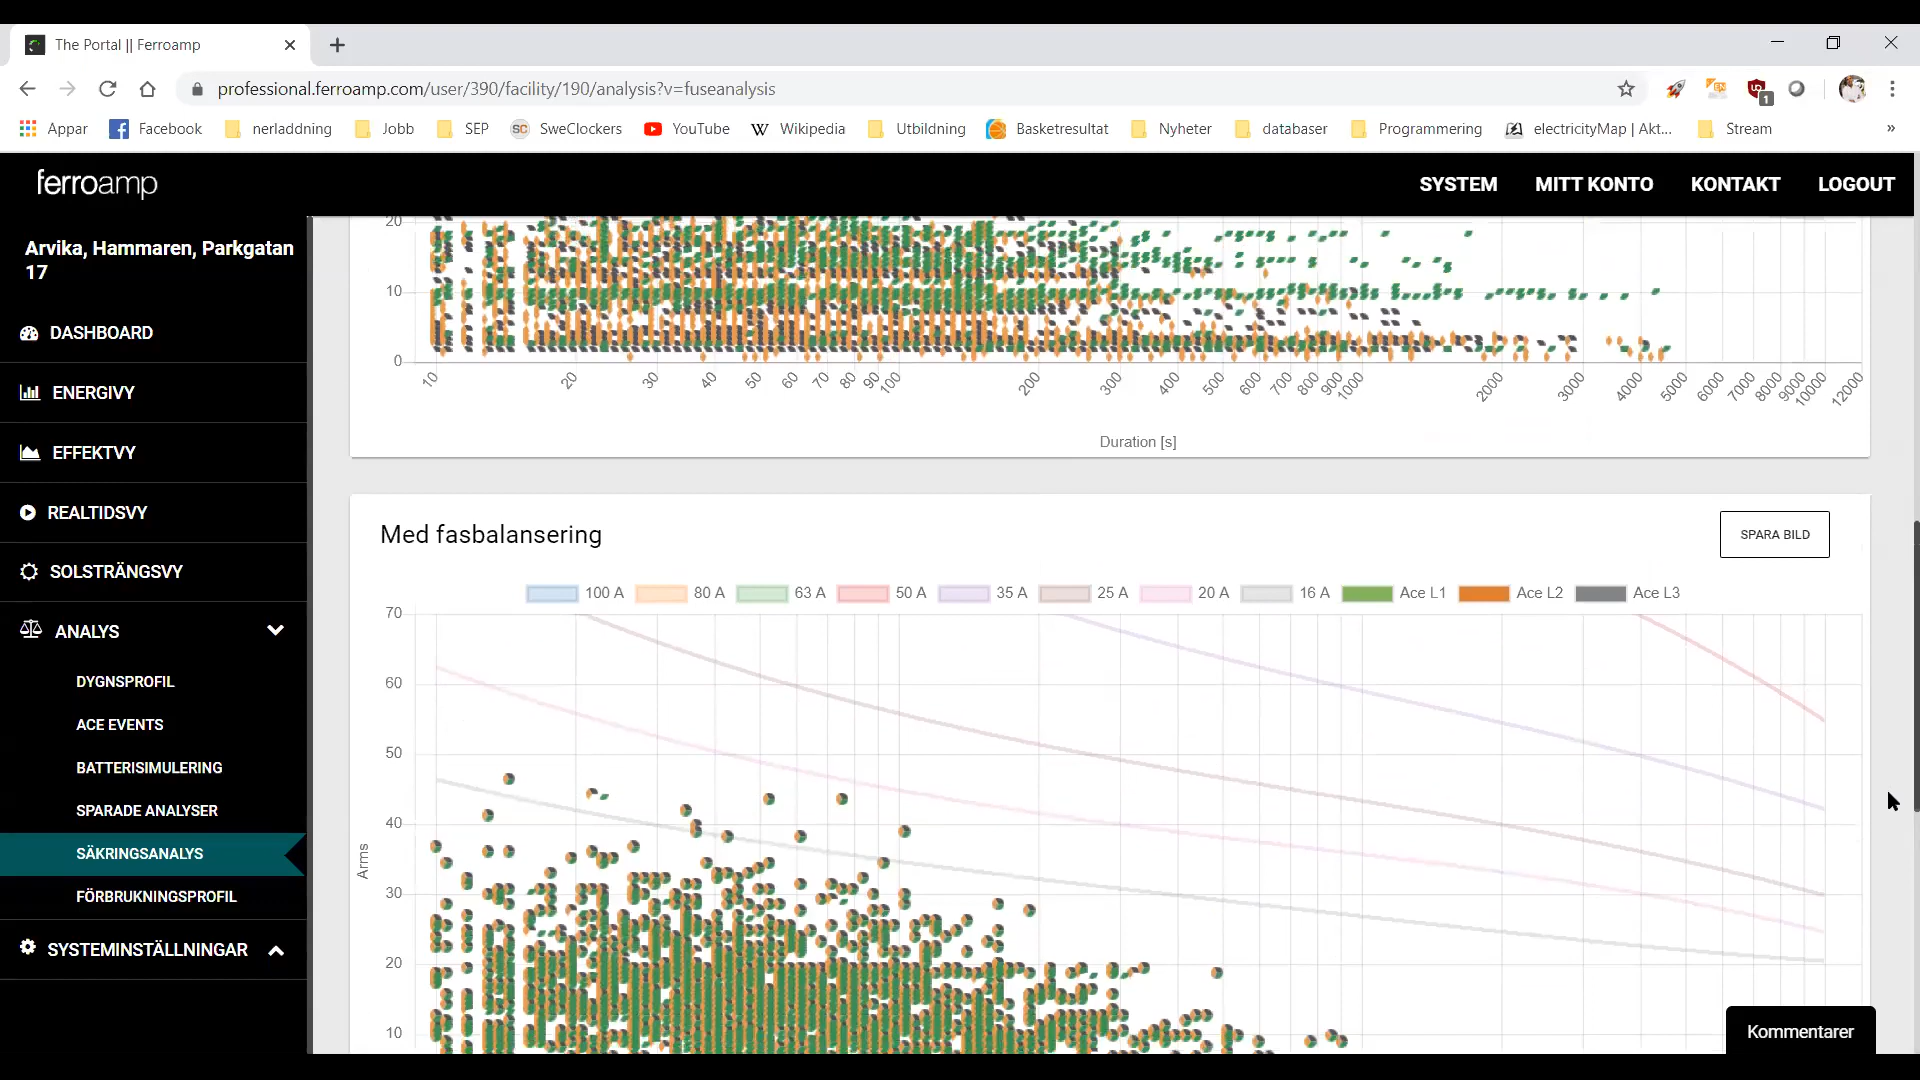 The Portal || Ferroamp
professional.ferroamp.com/user/390/facility/190/analysis?v=fuseanalysis
EN
UD
1
Appar
Facebook
nerladdning
Jobb
SEP
SC SweClockers
YouTube
W Wikipedia
Utbildning
Basketresultat
Nyheter
databaser
Programmering
electricityMap | Akt...
Stream
»
ferroamp
SYSTEM
MITT KONTO
KONTAKT
LOGOUT
Arvika, Hammaren, Parkgatan
17
DASHBOARD
ENERGIVY
EFFEKTVY
REALTIDSVY
SOLSTRÄNGSVY
ANALYS
DYGNSPROFIL
ACE EVENTS
BATTERISIMULERING
SPARADE ANALYSER
SÄKRINGSANALYS
FÖRBRUKNINGSPROFIL
SYSTEMINSTÄLLNINGAR
20
10
0
10 20 30 40 50 60 70 80 90 100 200 300 400 500 600 700 800 900 1000 2000 3000 4000 5000 6000 7000 8000 9000 10000 12000
Duration [s]
Med fasbalansering
SPARA BILD
100 A 80 A 63 A 50 A 35 A 25 A 20 A 16 A Ace L1 Ace L2 Ace L3
70
60
50
40
30
20
10
Arms
Kommentarer